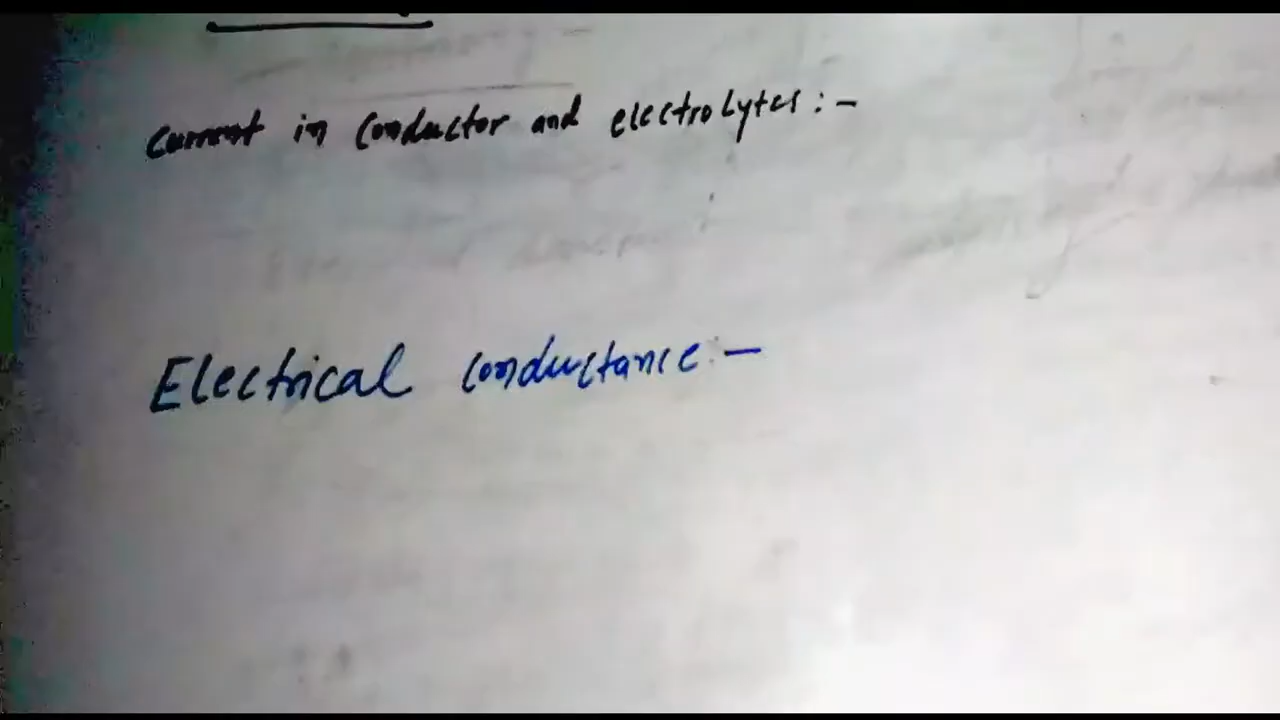 Current in Conductor and electrolytes :-
Electrical conductance :-